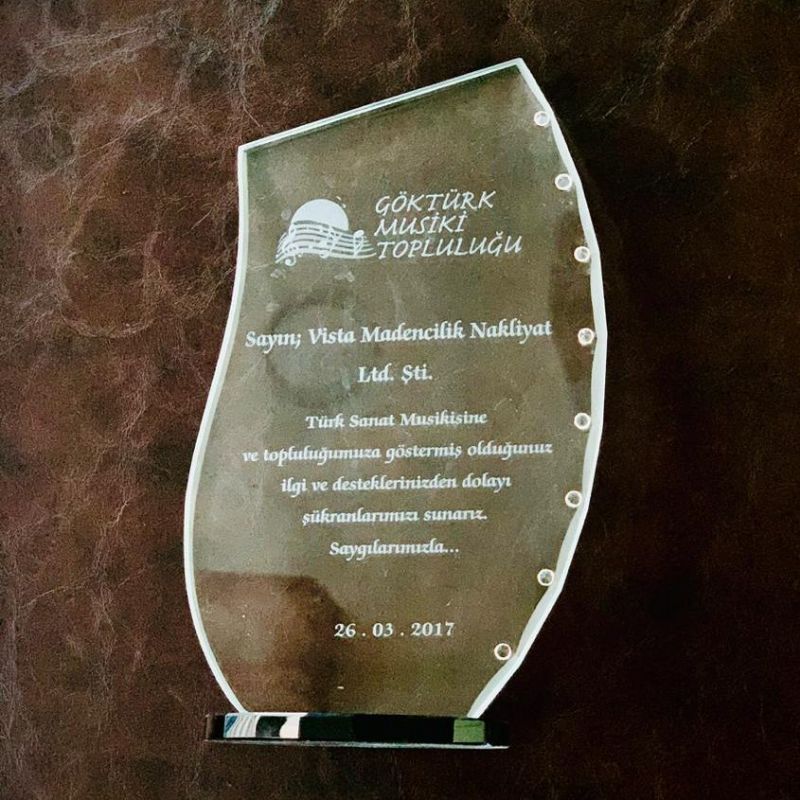 GÖKTÜRK
MUSİKİ
TOPLULUĞU
Sayın; Vista Madencilik Nakliyat
Ltd. Şti.
Türk Sanat Musikisine
ve topluluğumuza göstermiş olduğunuz
ilgi ve desteklerinizden dolayı
şükranlarımızı sunarız.
Saygılarımızla...
26 . 03 . 2017